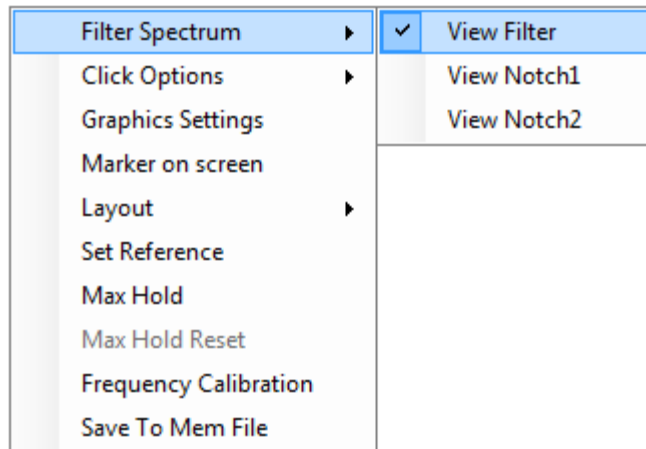 Filter Spectrum
Click Options
Graphics Settings
Marker on screen
Layout
Set Reference
Max Hold
Max Hold Reset
Frequency Calibration
Save To Mem File
View Filter
View Notch1
View Notch2